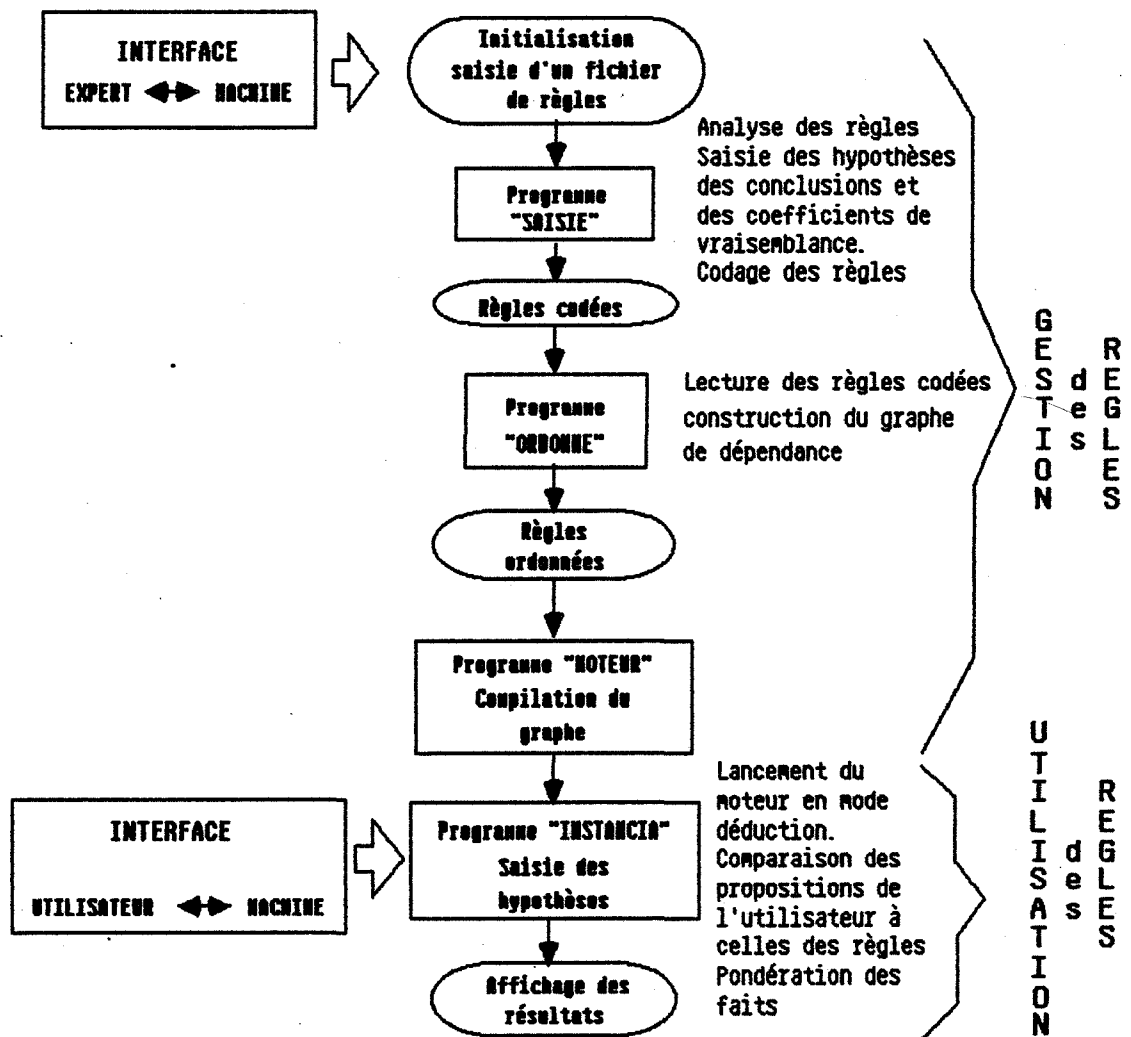 INTERFACE
EXPERT MACHINE
Initialisation
saisie d'un fichier
de règles
Analyse des règles
Saisie des hypothèses
des conclusions et
des coefficients de
vraisemblance.
Codage des règles
Programme
"SAISIE"
Règles codées
Programme
"ORDONNE"
Lecture des règles codées
construction du graphe
de dépendance
Règles
ordonnées
GESTION
des
REGLES
Programme "MOTEUR"
Compilation du
graphe
INTERFACE
UTILISATEUR MACHINE
Programme "INSTANCIA"
Saisie des
hypothèses
Lancement du
moteur en mode
déduction.
Comparaison des
propositions de
l'utilisateur à
celles des règles
Pondération des
faits
Affichage des
résultats
UTILISATION
des
REGLES